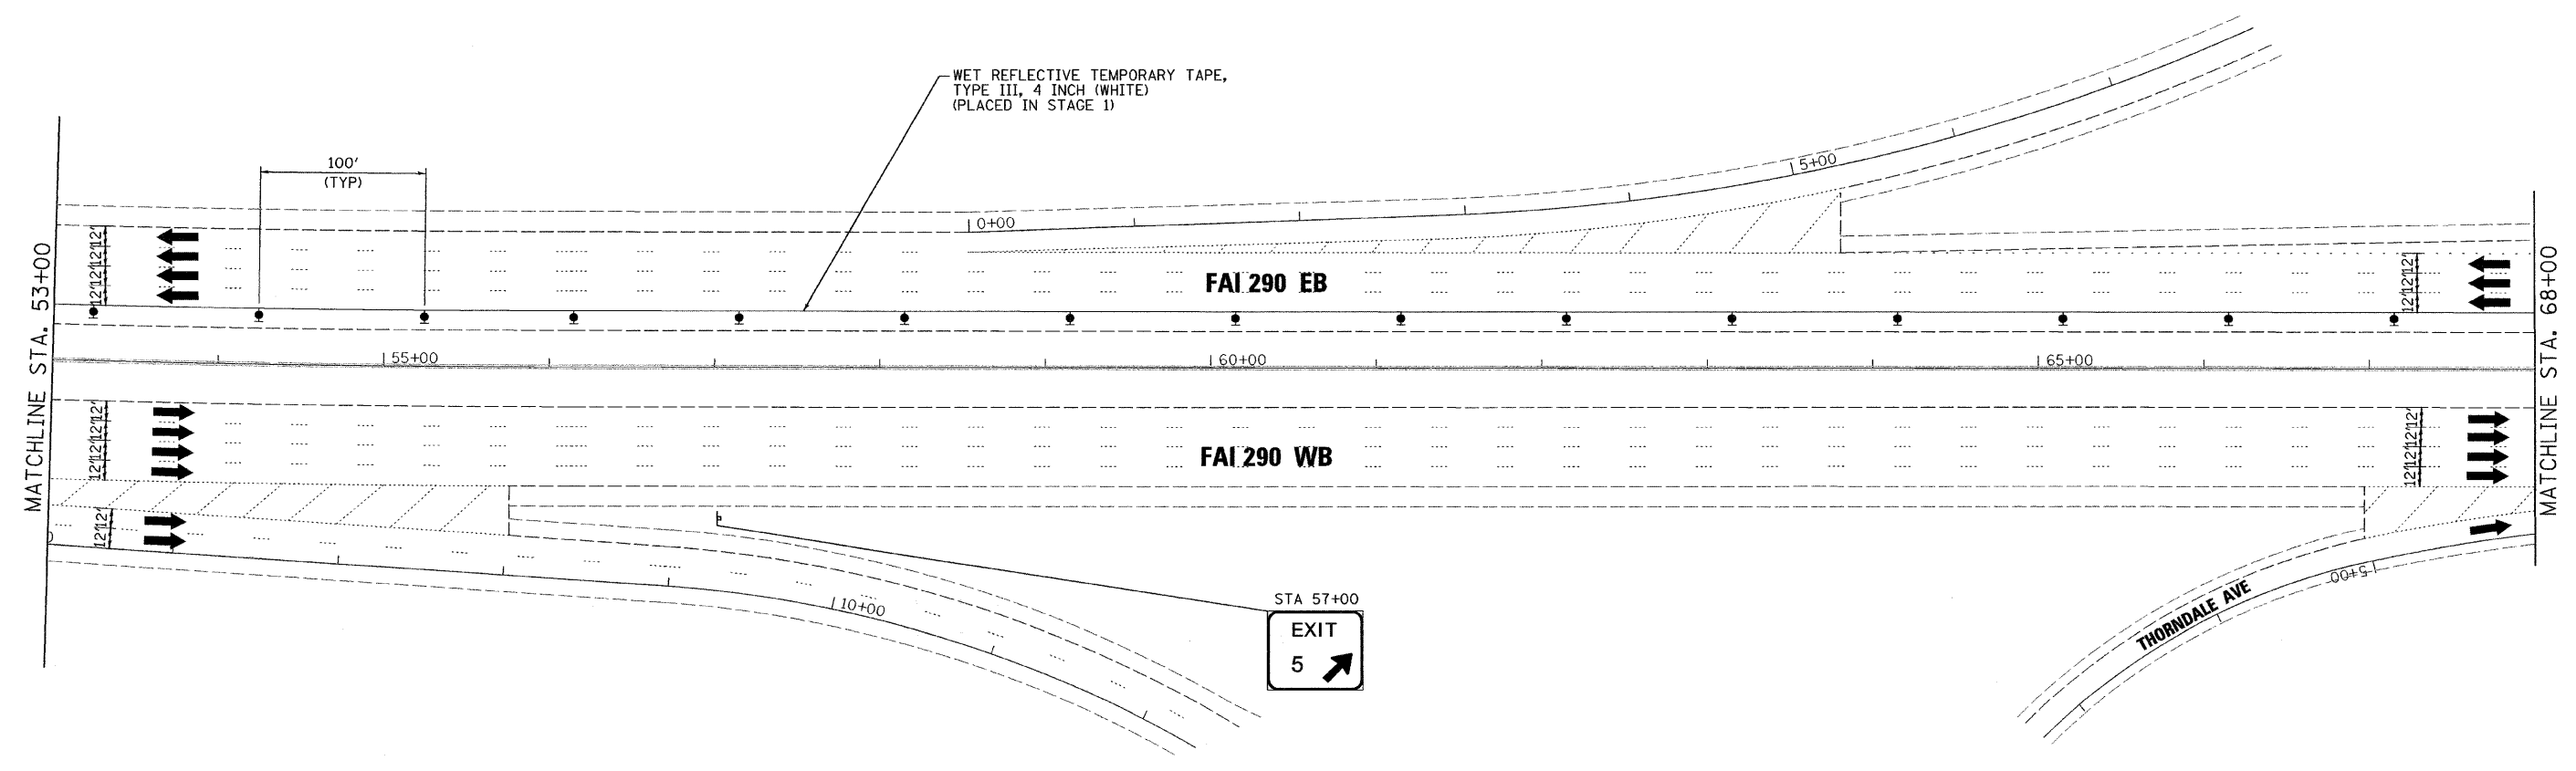 WET REFLECTIVE TEMPORARY TAPE,
TYPE III, 4 INCH (WHITE)
(PLACED IN STAGE 1)
100'
(TYP)
5+00
0+00
MATCHLINE STA. 53+00
12'12'12'12'
FAI 290 EB
12'12'12'
MATCHLINE STA. 68+00
55+00
60+00
65+00
12'12'12'12'
FAI 290 WB
12'12'12'12'
12'12'
10+00
STA 57+00
EXIT
5
THORNDALE AVE
5+00